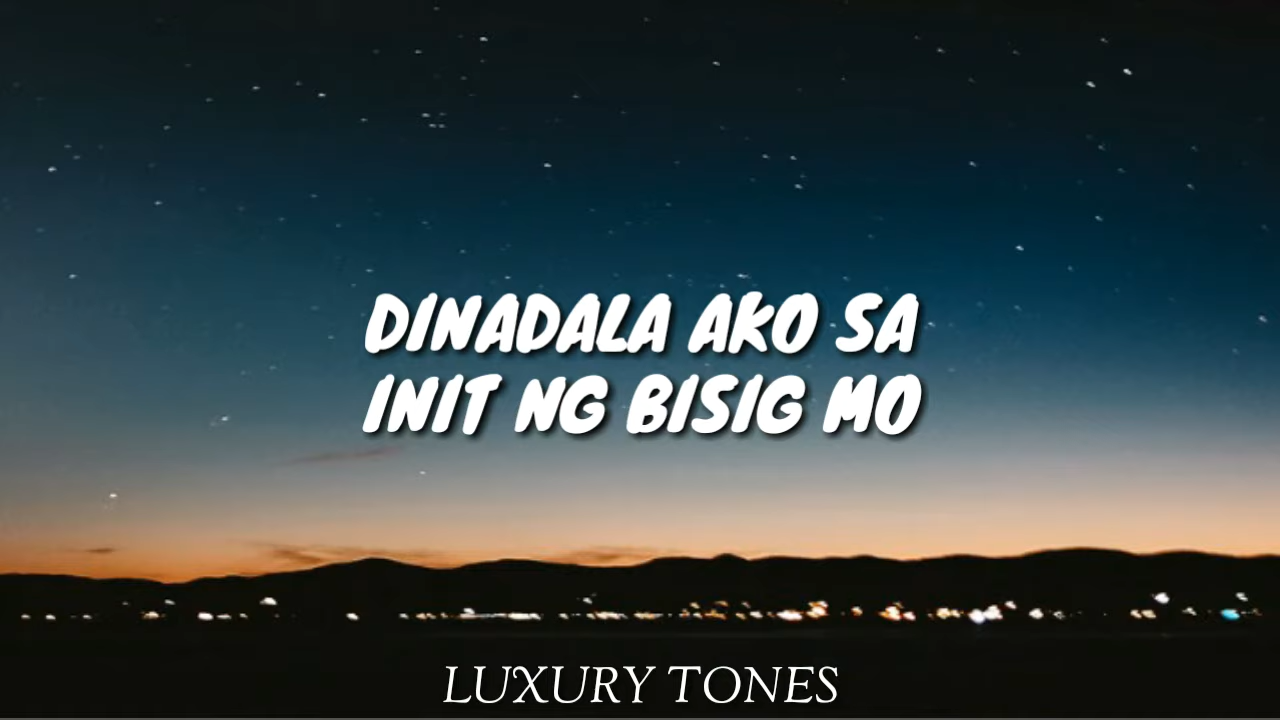 DINADALA AKO SA
INIT NG BISIG MO
LUXURY TONES